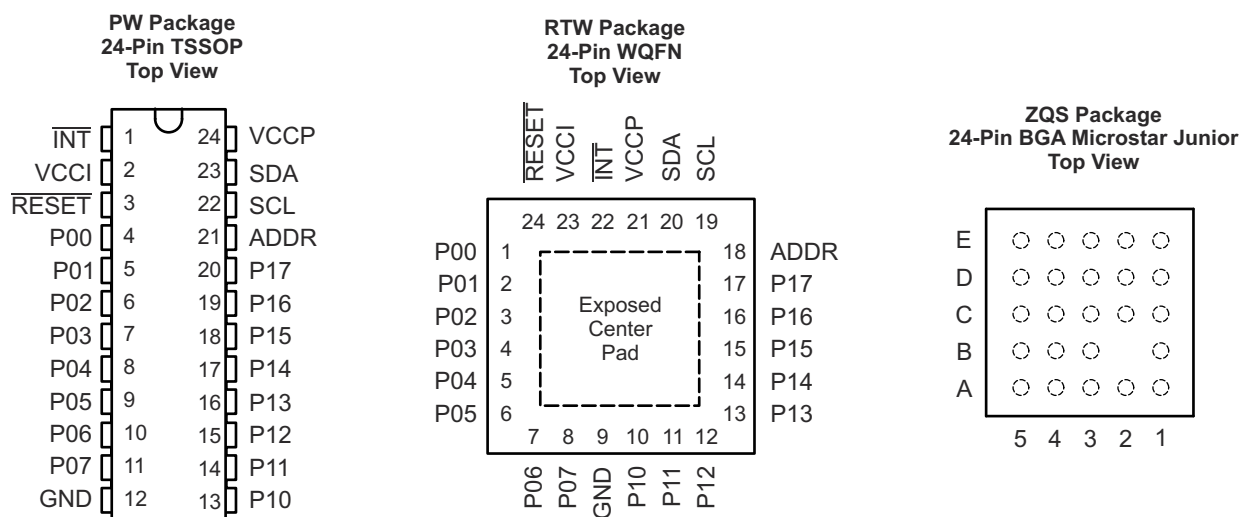 PW Package
24-Pin TSSOP
Top View
INT 1 24 VCCP
VCCI 2 23 SDA
RESET 3 22 SCL
P00 4 21 ADDR
P01 5 20 P17
P02 6 19 P16
P03 7 18 P15
P04 8 17 P14
P05 9 16 P13
P06 10 15 P12
P07 11 14 P11
GND 12 13 P10
RTW Package
24-Pin WQFN
Top View
RESET VCCI INT VCCP SDA SCL
24 23 22 21 20 19
P00 1 18 ADDR
P01 2 17 P17
P02 3 16 P16
P03 4 15 P15
P04 5 14 P14
P05 6 13 P13
Exposed
Center
Pad
7 8 9 10 11 12
P06 P07 GND P10 P11 P12
ZQS Package
24-Pin BGA Microstar Junior
Top View
E
D
C
B
A
5 4 3 2 1